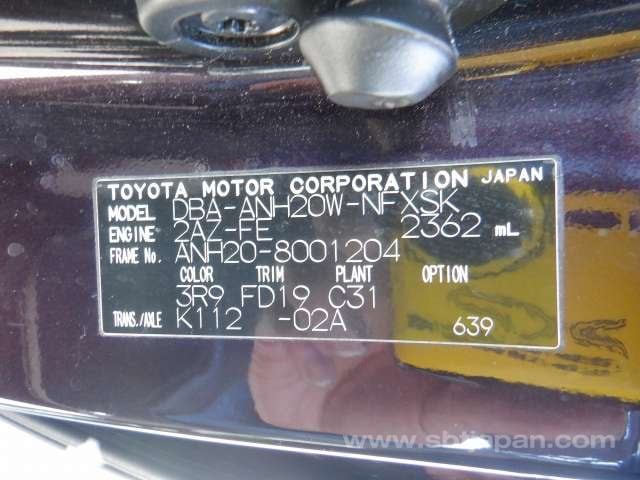 TOYOTA MOTOR CORPORATION JAPAN
MODEL DBA-ANH20W-NFXSK
ENGINE 2AZ-FE 2362 mL
FRAME No. ANH20-8001204
COLOR TRIM PLANT OPTION
3R9 FD19 C31
TRANS./AXLE K112 -02A 639
www.sbtjapan.com